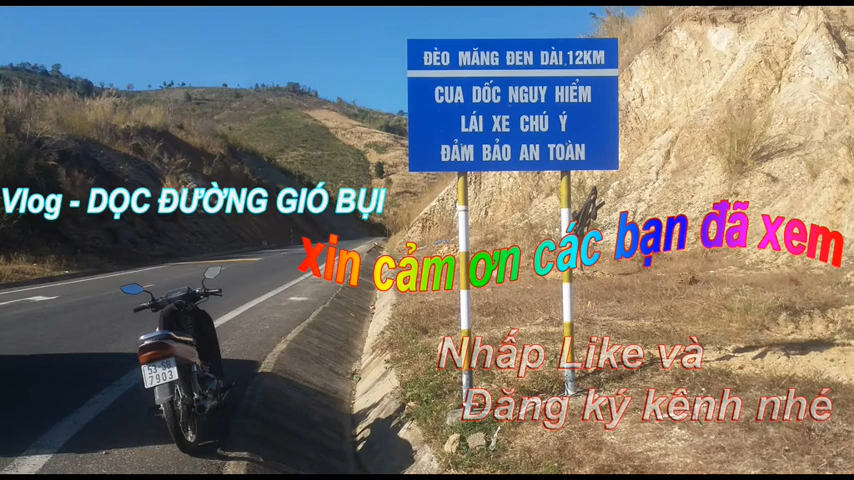 ĐÈO MĂNG ĐEN DÀI 12KM
CUA DỐC NGUY HIỂM
LÁI XE CHÚ Ý
ĐẢM BẢO AN TOÀN
Vlog - DỌC ĐƯỜNG GIÓ BỤI
xin cảm ơn các bạn đã xem
Nhấp Like và
Đăng ký kênh nhé
53-S8
7903